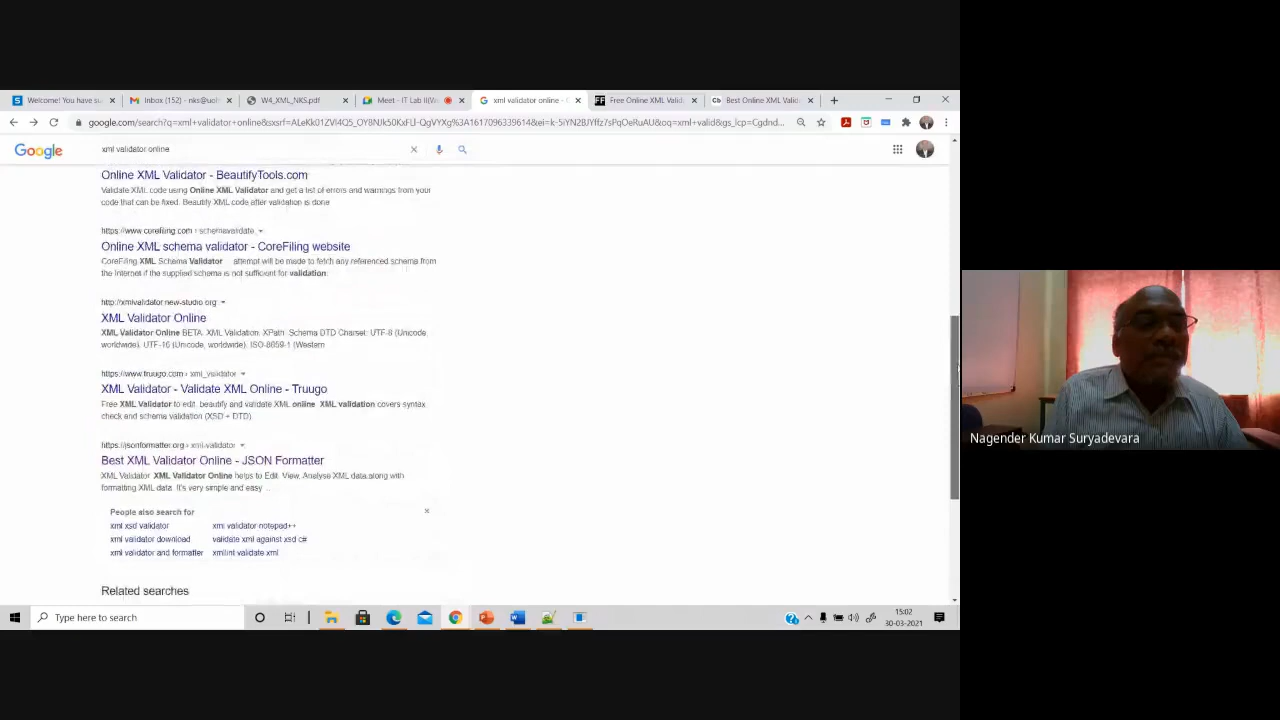 Welcome! You have su
Inbox (152) - nks@uoh
W4_XML_NKS.pdf
Meet - IT Lab II(W
xml validator online -
Free Online XML Valid
Best Online XML Valid
Google
xml validator online
Online XML Validator - BeautifyTools.com
Validate XML code using Online XML Validator and get a list of errors and warnings from your
code that can be fixed. Beautify XML code after validation is done
https://www.corefiling.com › schemavalidate
Online XML schema validator - CoreFiling website
CoreFiling XML Schema Validator attempt will be made to fetch any referenced schema from
the Internet if the supplied schema is not sufficient for validation
http://xmlvalidator.new-studio.org
XML Validator Online
XML Validator Online BETA. XML Validation. XPath. Schema DTD Charset: UTF-8 (Unicode,
worldwide). UTF-16 (Unicode, worldwide). ISO-8859-1 (Western
https://www.truugo.com › xml_validator
XML Validator - Validate XML Online - Truugo
Free XML Validator to edit, beautify and validate XML online XML validation covers syntax
check and schema validation (XSD + DTD)
https://jsonformatter.org › xml-validator
Best XML Validator Online - JSON Formatter
XML Validator XML Validator Online helps to Edit, View, Analyse XML data along with
formatting XML data. It's very simple and easy ...
People also search for
xml xsd validator xml validator notepad++
xml validator download validate xml against xsd c#
xml validator and formatter xmllint validate xml
Related searches
Nagender Kumar Suryadevara
Type here to search
15:02
30-03-2021